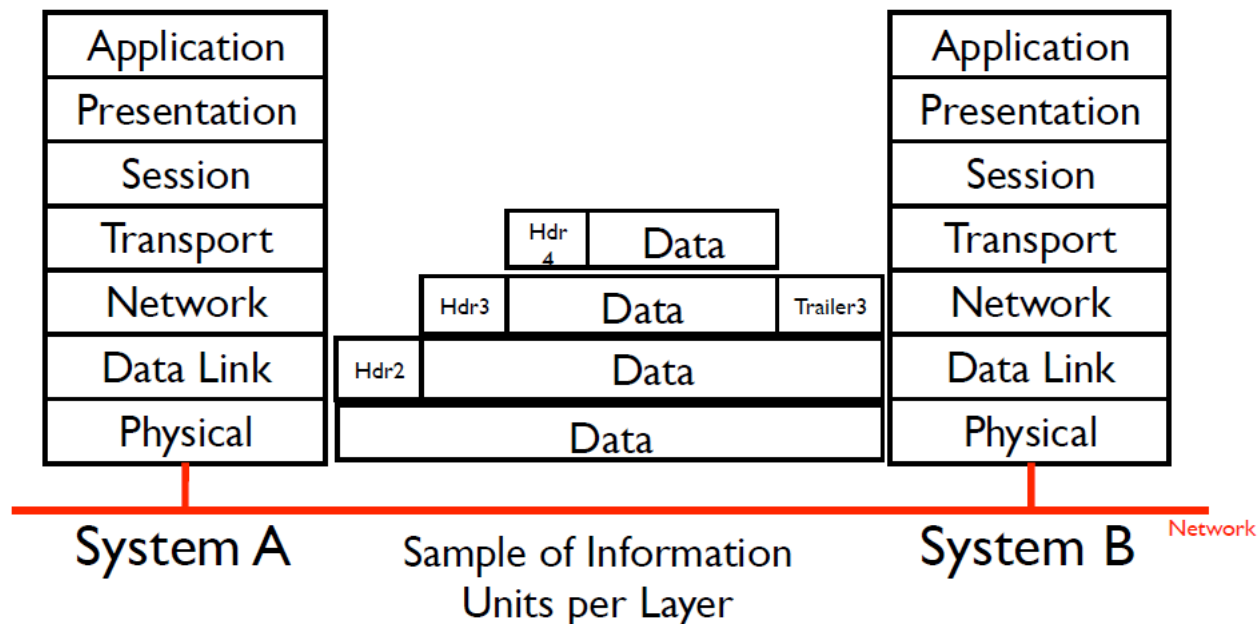 Application
Presentation
Session
Transport
Network
Data Link
Physical
System A
Hdr
4
Data
Hdr3
Data
Trailer3
Hdr2
Data
Data
Sample of Information
Units per Layer
Application
Presentation
Session
Transport
Network
Data Link
Physical
System B
Network